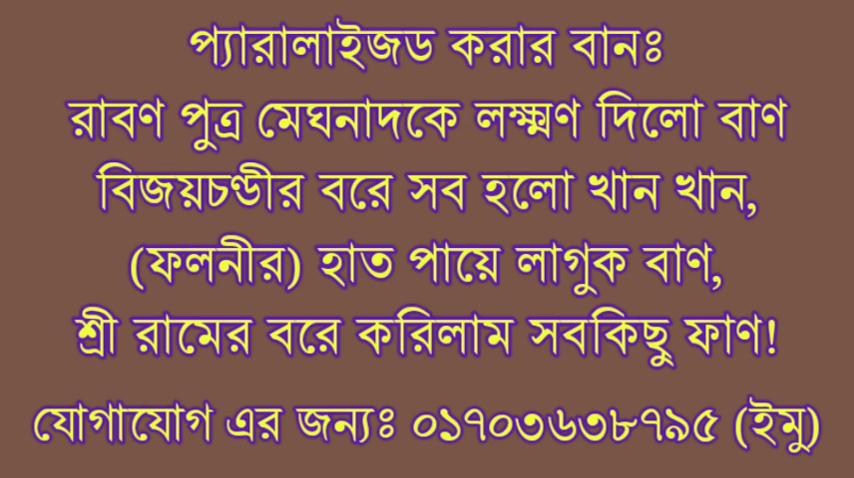 প্যারালাইজড করার বানঃ
রাবণ পুত্র মেঘনাদকে লক্ষ্মণ দিলো বাণ
বিজয়চণ্ডীর বরে সব হলো খান খান,
(ফলনীর) হাত পায়ে লাগুক বাণ,
শ্রী রামের বরে করিলাম সবকিছু ফাণ!
যোগাযোগ এর জন্যঃ ০১৭০৩৬৩৮৭৯৫ (ইমু)